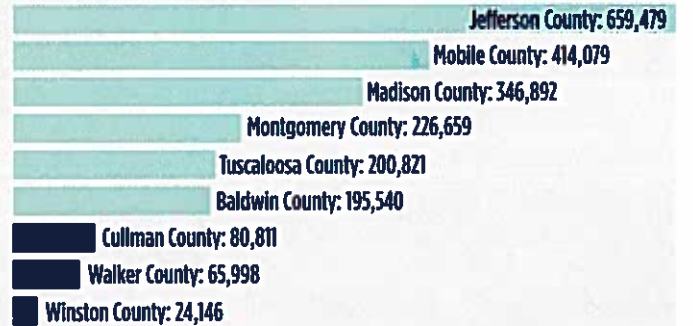 Jefferson County: 659,479
Mobile County: 414,079
Madison County: 346,892
Montgomery County: 226,659
Tuscaloosa County: 200,821
Baldwin County: 195,540
Cullman County: 80,811
Walker County: 65,998
Winston County: 24,146